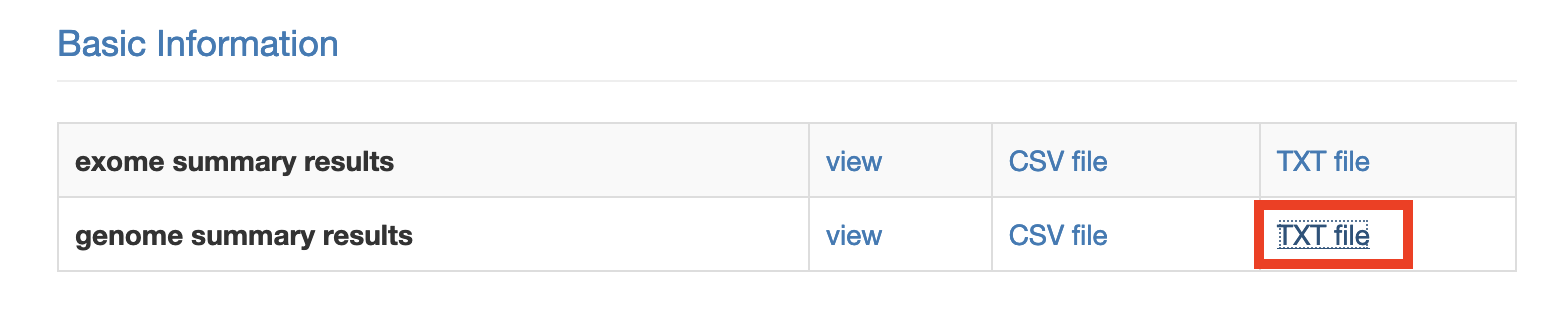 Basic Information
exome summary results view CSV file TXT file
genome summary results view CSV file TXT file